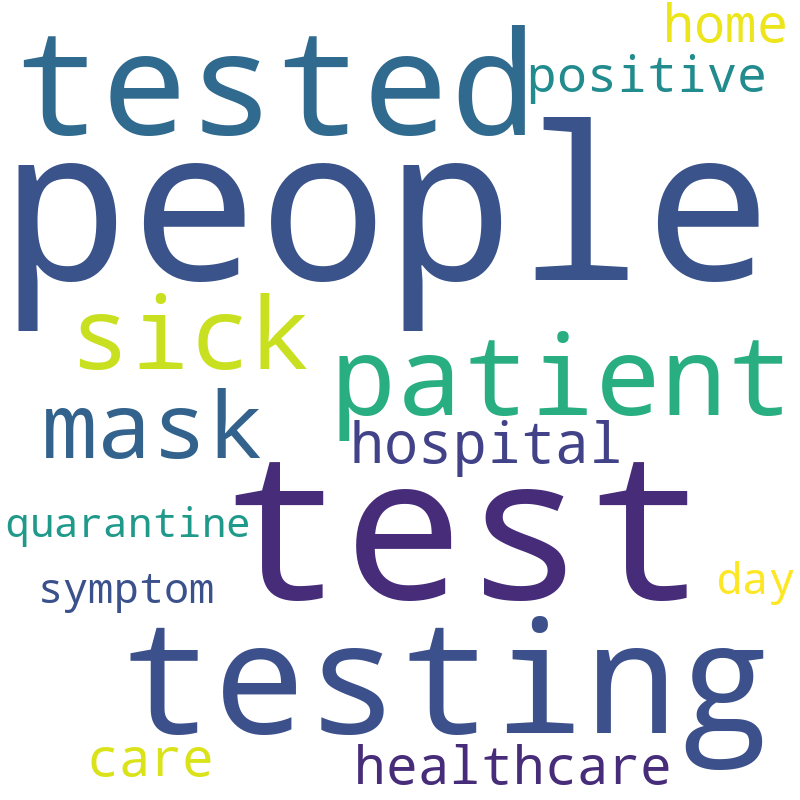 home
tested
positive
people
sick
patient
mask
hospital
test
quarantine
symptom
day
testing
care
healthcare